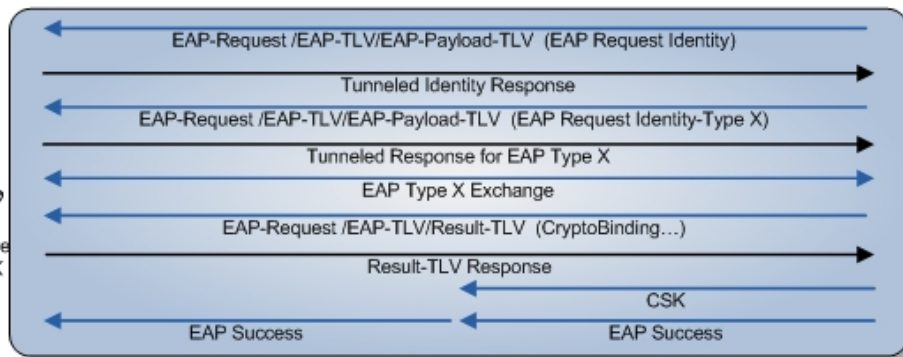 EAP-Request /EAP-TLV/EAP-Payload-TLV (EAP Request Identity)
Tunneled Identity Response
EAP-Request /EAP-TLV/EAP-Payload-TLV (EAP Request Identity-Type X)
Tunneled Response for EAP Type X
EAP Type X Exchange
EAP-Request /EAP-TLV/Result-TLV (CryptoBinding...)
Result-TLV Response
CSK
EAP Success EAP Success